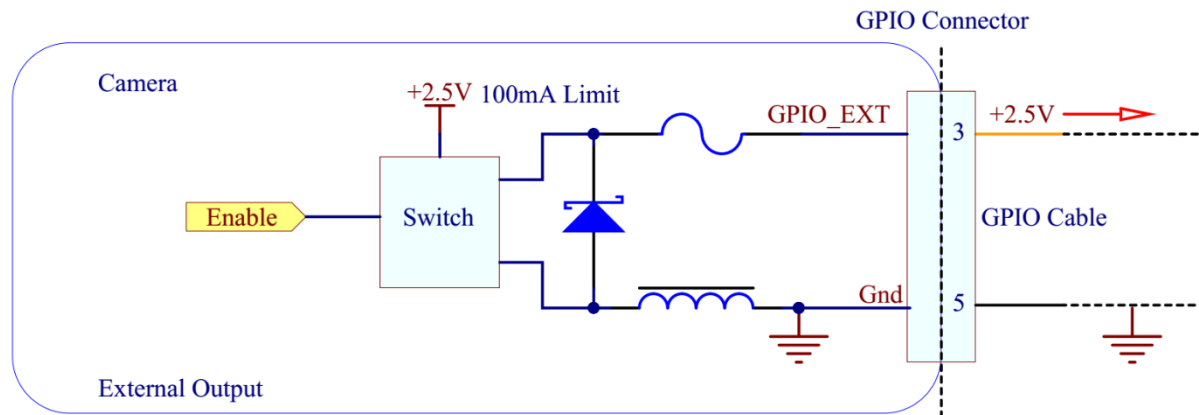 GPIO Connector
Camera
+2.5V 100mA Limit
GPIO_EXT
3
+2.5V
Enable
Switch
GPIO Cable
Gnd
5
External Output